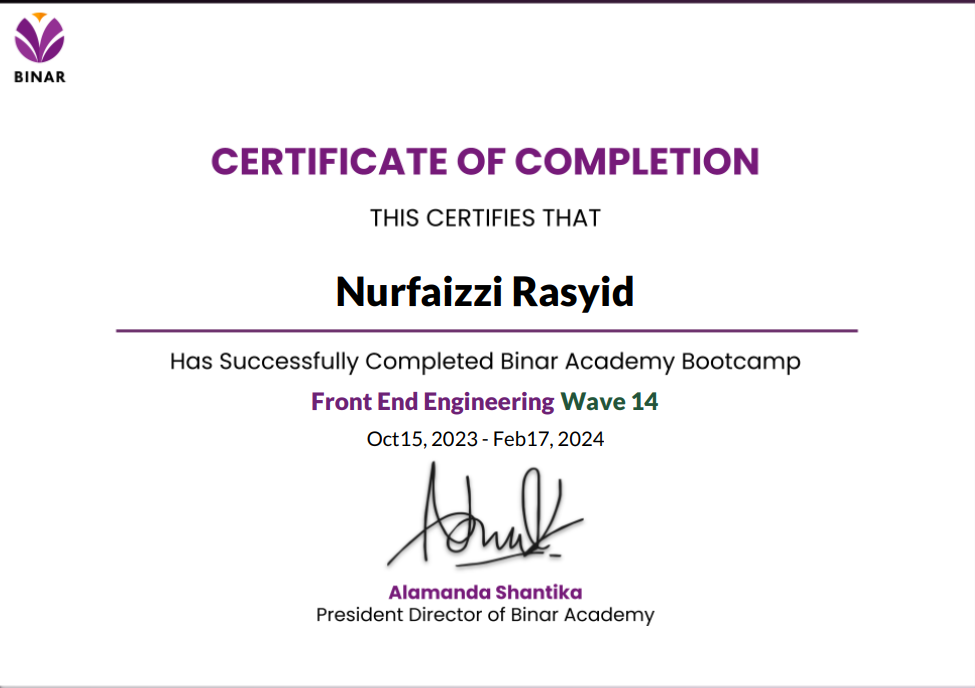 BINAR
CERTIFICATE OF COMPLETION
THIS CERTIFIES THAT
Nurfaizzi Rasyid
Has Successfully Completed Binar Academy Bootcamp
Front End Engineering Wave 14
Oct15, 2023 - Feb17, 2024
Alamanda Shantika
President Director of Binar Academy